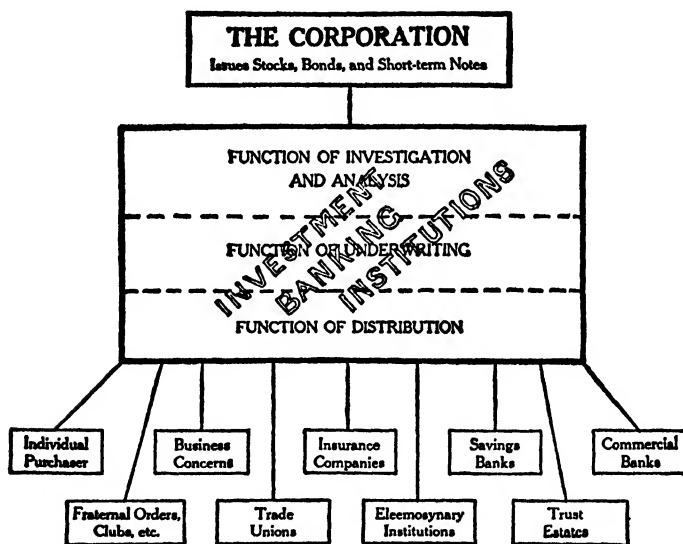 THE CORPORATION
Issues Stocks, Bonds, and Short-term Notes
FUNCTION OF INVESTIGATION
AND ANALYSIS
FUNCTION OF UNDERWRITING
FUNCTION OF DISTRIBUTION
INVESTMENT
BANKING
INSTITUTIONS
Individual
Purchaser
Business
Concerns
Insurance
Companies
Savings
Banks
Commercial
Banks
Fraternal Orders,
Clubs, etc.
Trade
Unions
Eleemosynary
Institutions
Trust
Estates